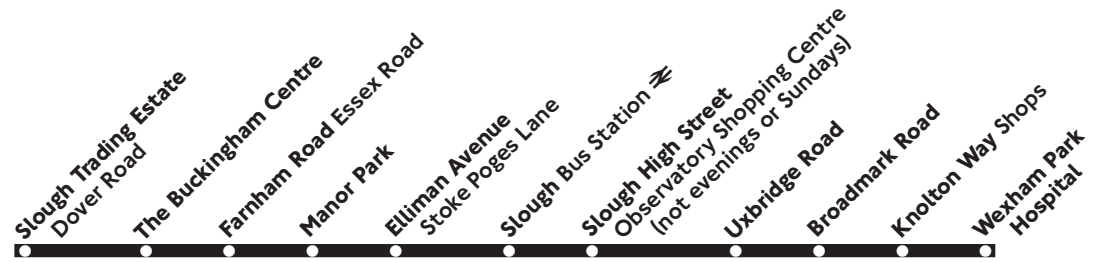 Slough Trading Estate
Dover Road
The Buckingham Centre
Farnham Road Essex Road
Manor Park
Elliman Avenue
Stoke Poges Lane
Slough Bus Station
Slough High Street
Observatory Shopping Centre
(not evenings or Sundays)
Uxbridge Road
Broadmark Road
Knolton Way Shops
Wexham Park
Hospital